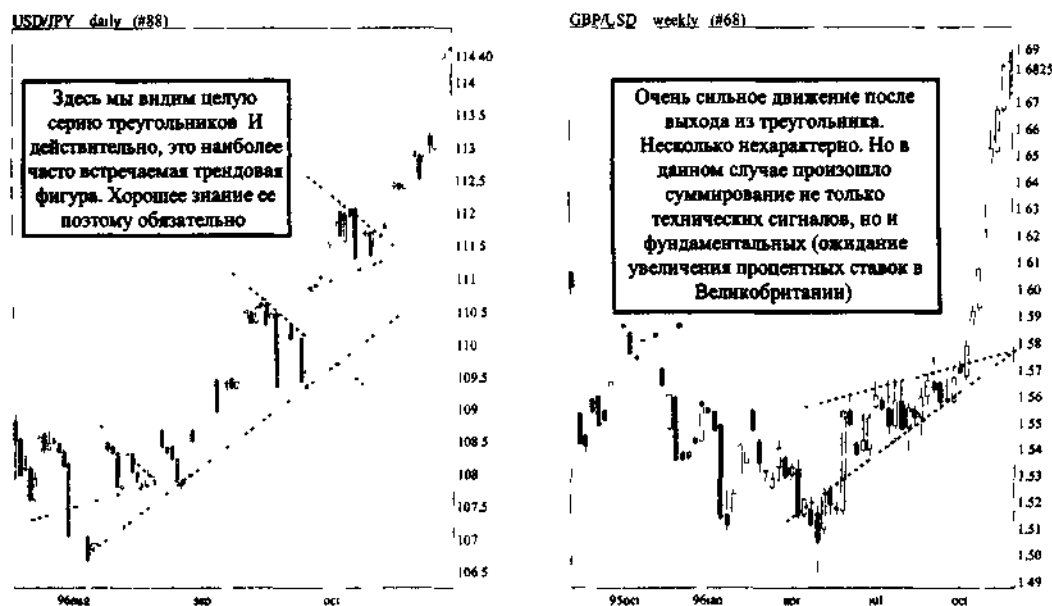 USD/JPY daily (#88)
Здесь мы видим целую
серию треугольников И
действительно, это наиболее
часто встречаемая трендовая
фигура. Хорошее знание ее
поэтому обязательно
114 40
114
113.5
113
112.5
112
111.5
111
110.5
110
109.5
109
108.5
108
107.5
107
106.5
oct
GBP/USD weekly (#68)
Очень сильное движение после
выхода из треугольника.
Несколько нехарактерно. Но в
данном случае произошло
суммирование не только
технических сигналов, но и
фундаментальных (ожидание
увеличения процентных ставок в
Великобритании)
1 69
1 6825
1 67
1 66
1 65
1 64
1 63
1 62
1 61
1 60
1 59
1 58
1 57
1 56
1 55
1 54
1 53
1 52
1 51
1 50
1 49
95oct 96jan apr jul oct